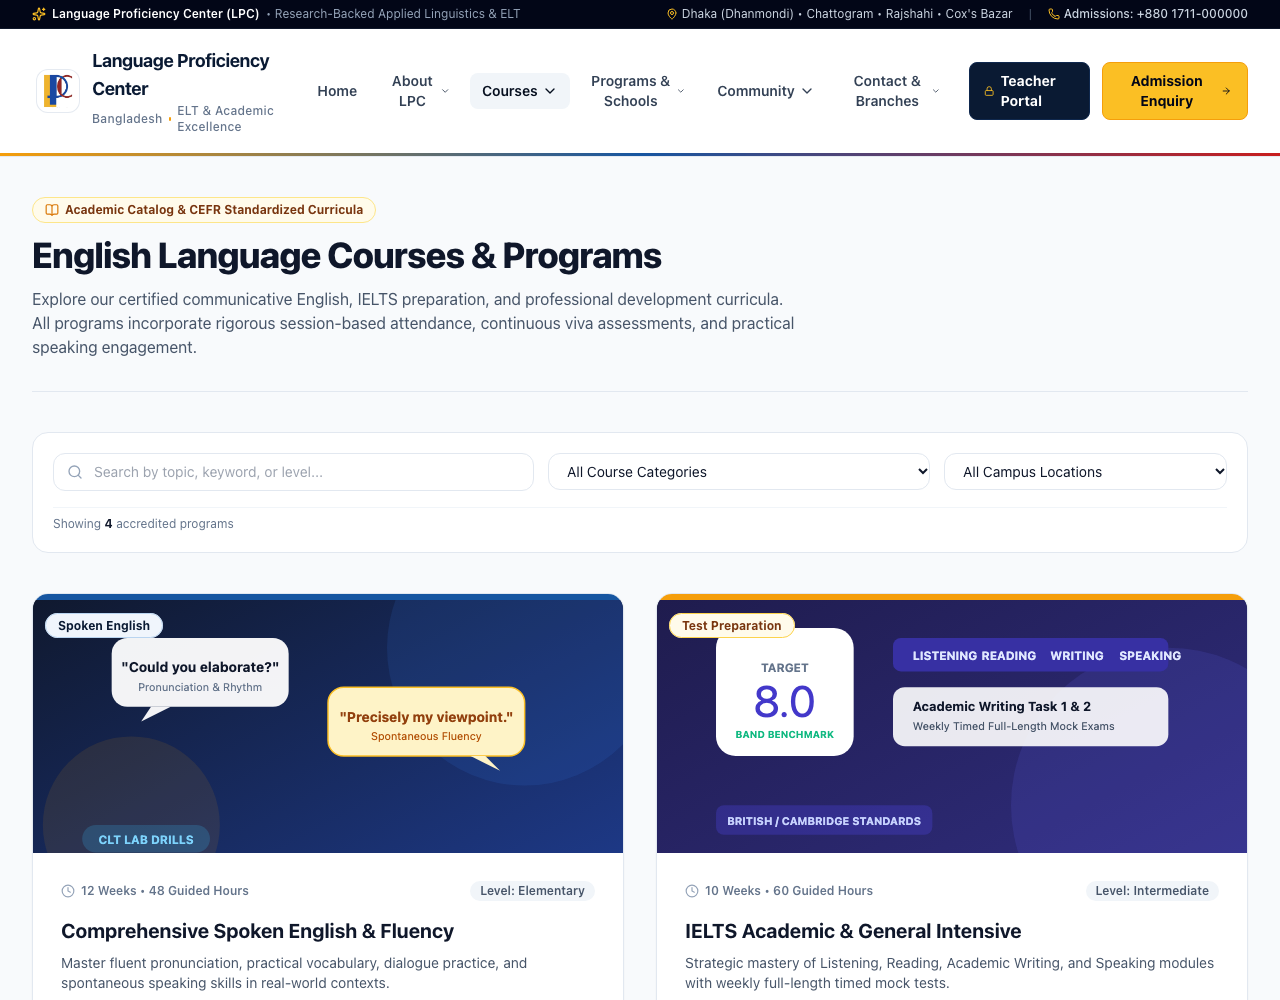 Language Proficiency Center (LPC) • Research-Backed Applied Linguistics & ELT
Dhaka (Dhanmondi) • Chattogram • Rajshahi • Cox's Bazar | Admissions: +880 1711-000000
Language Proficiency
Center
Bangladesh • ELT & Academic
Excellence
Home
About
LPC
Courses
Programs &
Schools
Community
Contact &
Branches
Teacher
Portal
Admission
Enquiry
Academic Catalog & CEFR Standardized Curricula
English Language Courses & Programs
Explore our certified communicative English, IELTS preparation, and professional development curricula.
All programs incorporate rigorous session-based attendance, continuous viva assessments, and practical
speaking engagement.
Search by topic, keyword, or level...
All Course Categories
All Campus Locations
Showing 4 accredited programs
Spoken English
"Could you elaborate?"
Pronunciation & Rhythm
"Precisely my viewpoint."
Spontaneous Fluency
CLT LAB DRILLS
12 Weeks • 48 Guided Hours
Level: Elementary
Comprehensive Spoken English & Fluency
Master fluent pronunciation, practical vocabulary, dialogue practice, and
spontaneous speaking skills in real-world contexts.
Test Preparation
TARGET
8.0
BAND BENCHMARK
LISTENING READING WRITING SPEAKING
Academic Writing Task 1 & 2
Weekly Timed Full-Length Mock Exams
BRITISH / CAMBRIDGE STANDARDS
10 Weeks • 60 Guided Hours
Level: Intermediate
IELTS Academic & General Intensive
Strategic mastery of Listening, Reading, Academic Writing, and Speaking modules
with weekly full-length timed mock tests.